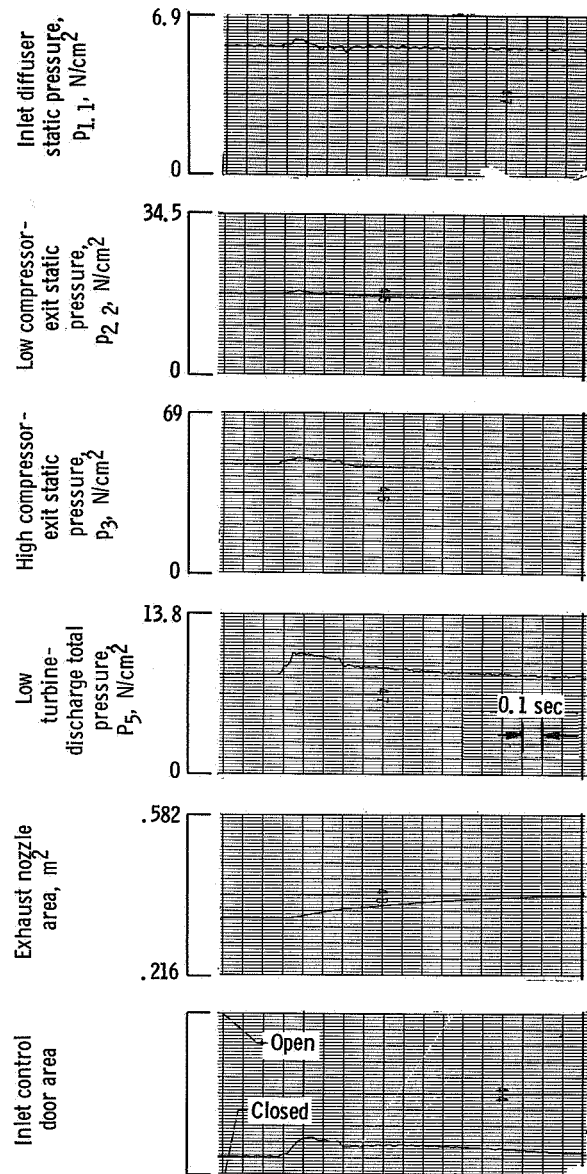 6.9
Inlet diffuser
static pressure,
p1.1, N/cm2
0
34.5
Low compressor-
exit static
pressure,
p2.2, N/cm2
0
69
High compressor-
exit static
pressure,
p3, N/cm2
0
13.8
Low
turbine-
discharge total
pressure,
P5, N/cm2
0.1 sec
0
.582
Exhaust nozzle
area, m2
.216
Inlet control
door area
Open
Closed